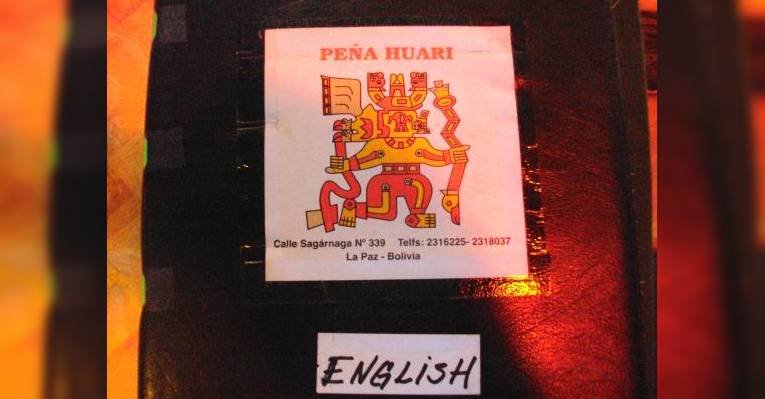 PEÑA HUARI
Calle Sagárnaga Nº 339 Telfs: 2316225- 2318037
La Paz - Bolivia
ENGLiSH